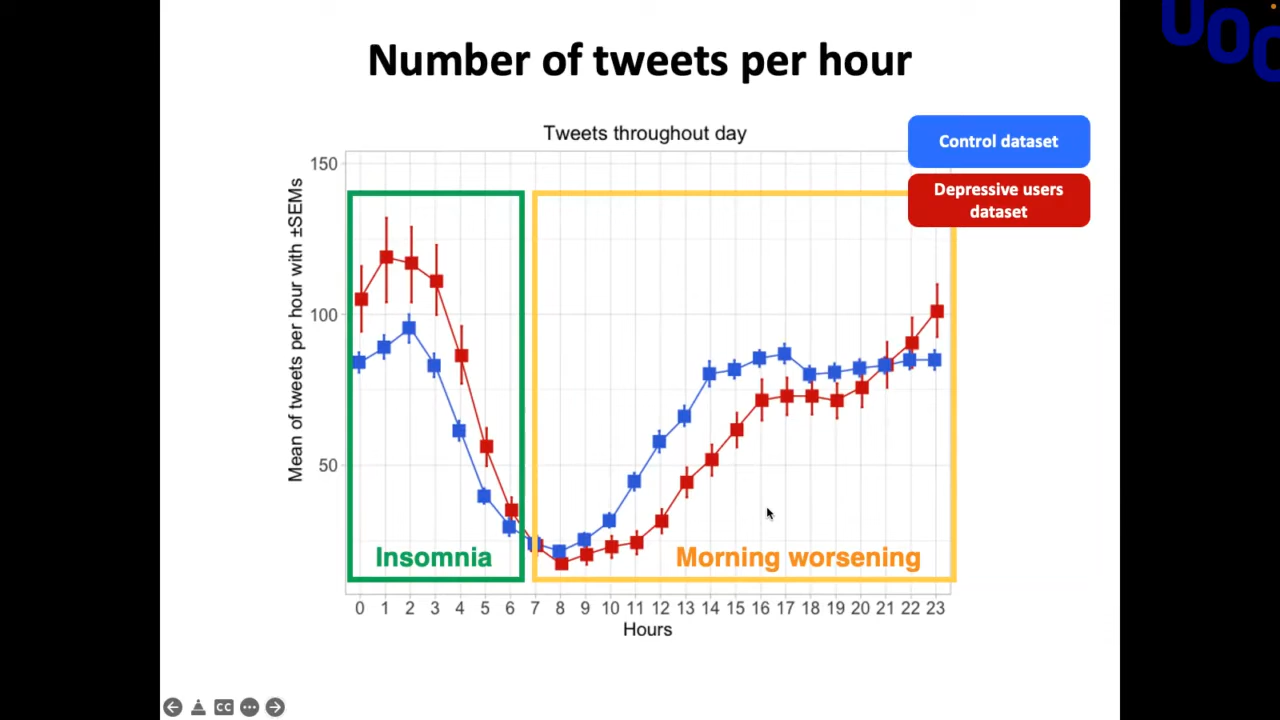 UOC
Number of tweets per hour
Tweets throughout day
Control dataset
Depressive users
dataset
Mean of tweets per hour with ±SEMs
150
100
50
Insomnia
Morning worsening
0 1 2 3 4 5 6 7 8 9 10 11 12 13 14 15 16 17 18 19 20 21 22 23
Hours
CC